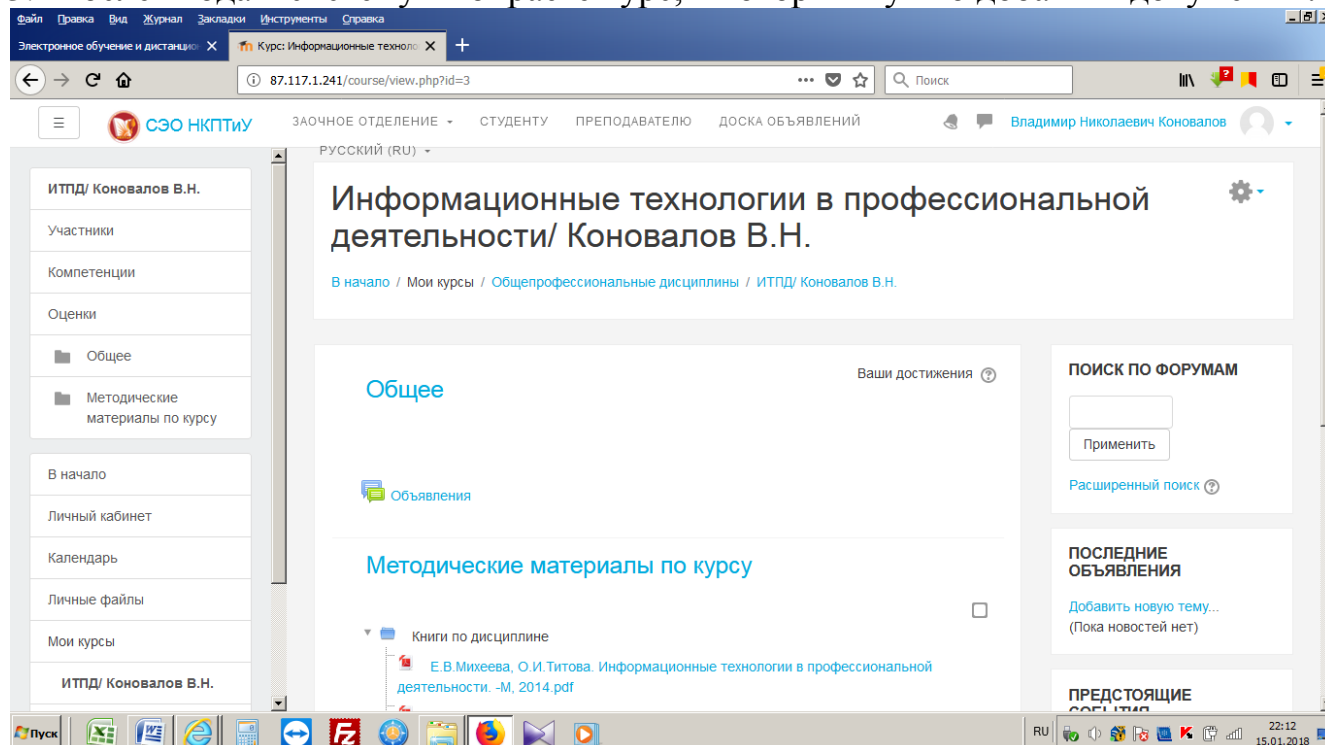 Файл Правка Вид Журнал Закладки Инструменты Справка
Электронное обучение и дистанцио
Курс: Информационные техноло
87.117.1.241/course/view.php?id=3
Поиск
СЭО НКПТиУ
ЗАОЧНОЕ ОТДЕЛЕНИЕ СТУДЕНТУ ПРЕПОДАВАТЕЛЮ ДОСКА ОБЪЯВЛЕНИЙ
Владимир Николаевич Коновалов
РУССКИЙ (RU)
ИТПД/ Коновалов В.Н.
Участники
Компетенции
Оценки
Общее
Методические
материалы по курсу
В начало
Личный кабинет
Календарь
Личные файлы
Мои курсы
ИТПД/ Коновалов В.Н.
Информационные технологии в профессиональной
деятельности/ Коновалов В.Н.
В начало / Мои курсы / Общепрофессиональные дисциплины / ИТПД/ Коновалов В.Н.
Ваши достижения
Общее
Объявления
Методические материалы по курсу
Книги по дисциплине
Е.В.Михеева, О.И.Титова. Информационные технологии в профессиональной
деятельности. -М, 2014.pdf
ПОИСК ПО ФОРУМАМ
Применить
Расширенный поиск
ПОСЛЕДНИЕ
ОБЪЯВЛЕНИЯ
Добавить новую тему...
(Пока новостей нет)
ПРЕДСТОЯЩИЕ
Пуск
RU
22:12
15.01.2018